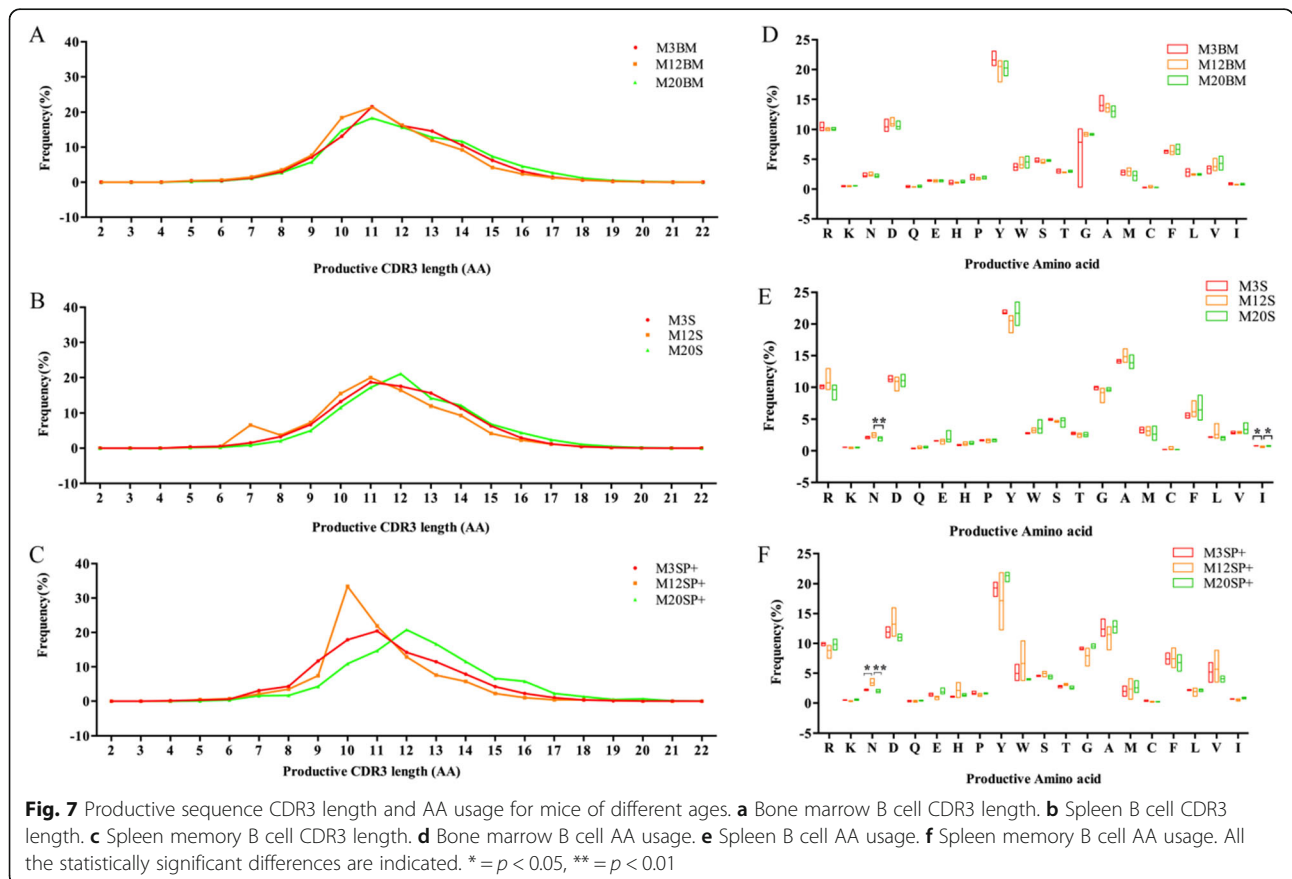 A
D
40
30
20
10
0
-10
Frequency(%)
M3BM
M12BM
M20BM
2 3 4 5 6 7 8 9 10 11 12 13 14 15 16 17 18 19 20 21 22
Productive CDR3 length (AA)
25
20
15
10
5
0
-5
Frequency(%)
M3BM
M12BM
M20BM
R K N D Q E H P Y W S T G A M C F L V I
Productive Amino acid
B
E
40
30
20
10
0
-10
Frequency(%)
M3S
M12S
M20S
2 3 4 5 6 7 8 9 10 11 12 13 14 15 16 17 18 19 20 21 22
Productive CDR3 length (AA)
25
20
15
10
5
0
-5
Frequency(%)
M3S
M12S
M20S
**
* *
R K N D Q E H P Y W S T G A M C F L V I
Productive Amino acid
C
F
40
30
20
10
0
-10
Frequency(%)
M3SP+
M12SP+
M20SP+
2 3 4 5 6 7 8 9 10 11 12 13 14 15 16 17 18 19 20 21 22
Productive CDR3 length (AA)
25
20
15
10
5
0
-5
Frequency(%)
M3SP+
M12SP+
M20SP+
* **
R K N D Q E H P Y W S T G A M C F L V I
Productive Amino acid
Fig. 7 Productive sequence CDR3 length and AA usage for mice of different ages. a Bone marrow B cell CDR3 length. b Spleen B cell CDR3
length. c Spleen memory B cell CDR3 length. d Bone marrow B cell AA usage. e Spleen B cell AA usage. f Spleen memory B cell AA usage. All
the statistically significant differences are indicated. * = p < 0.05, ** = p < 0.01